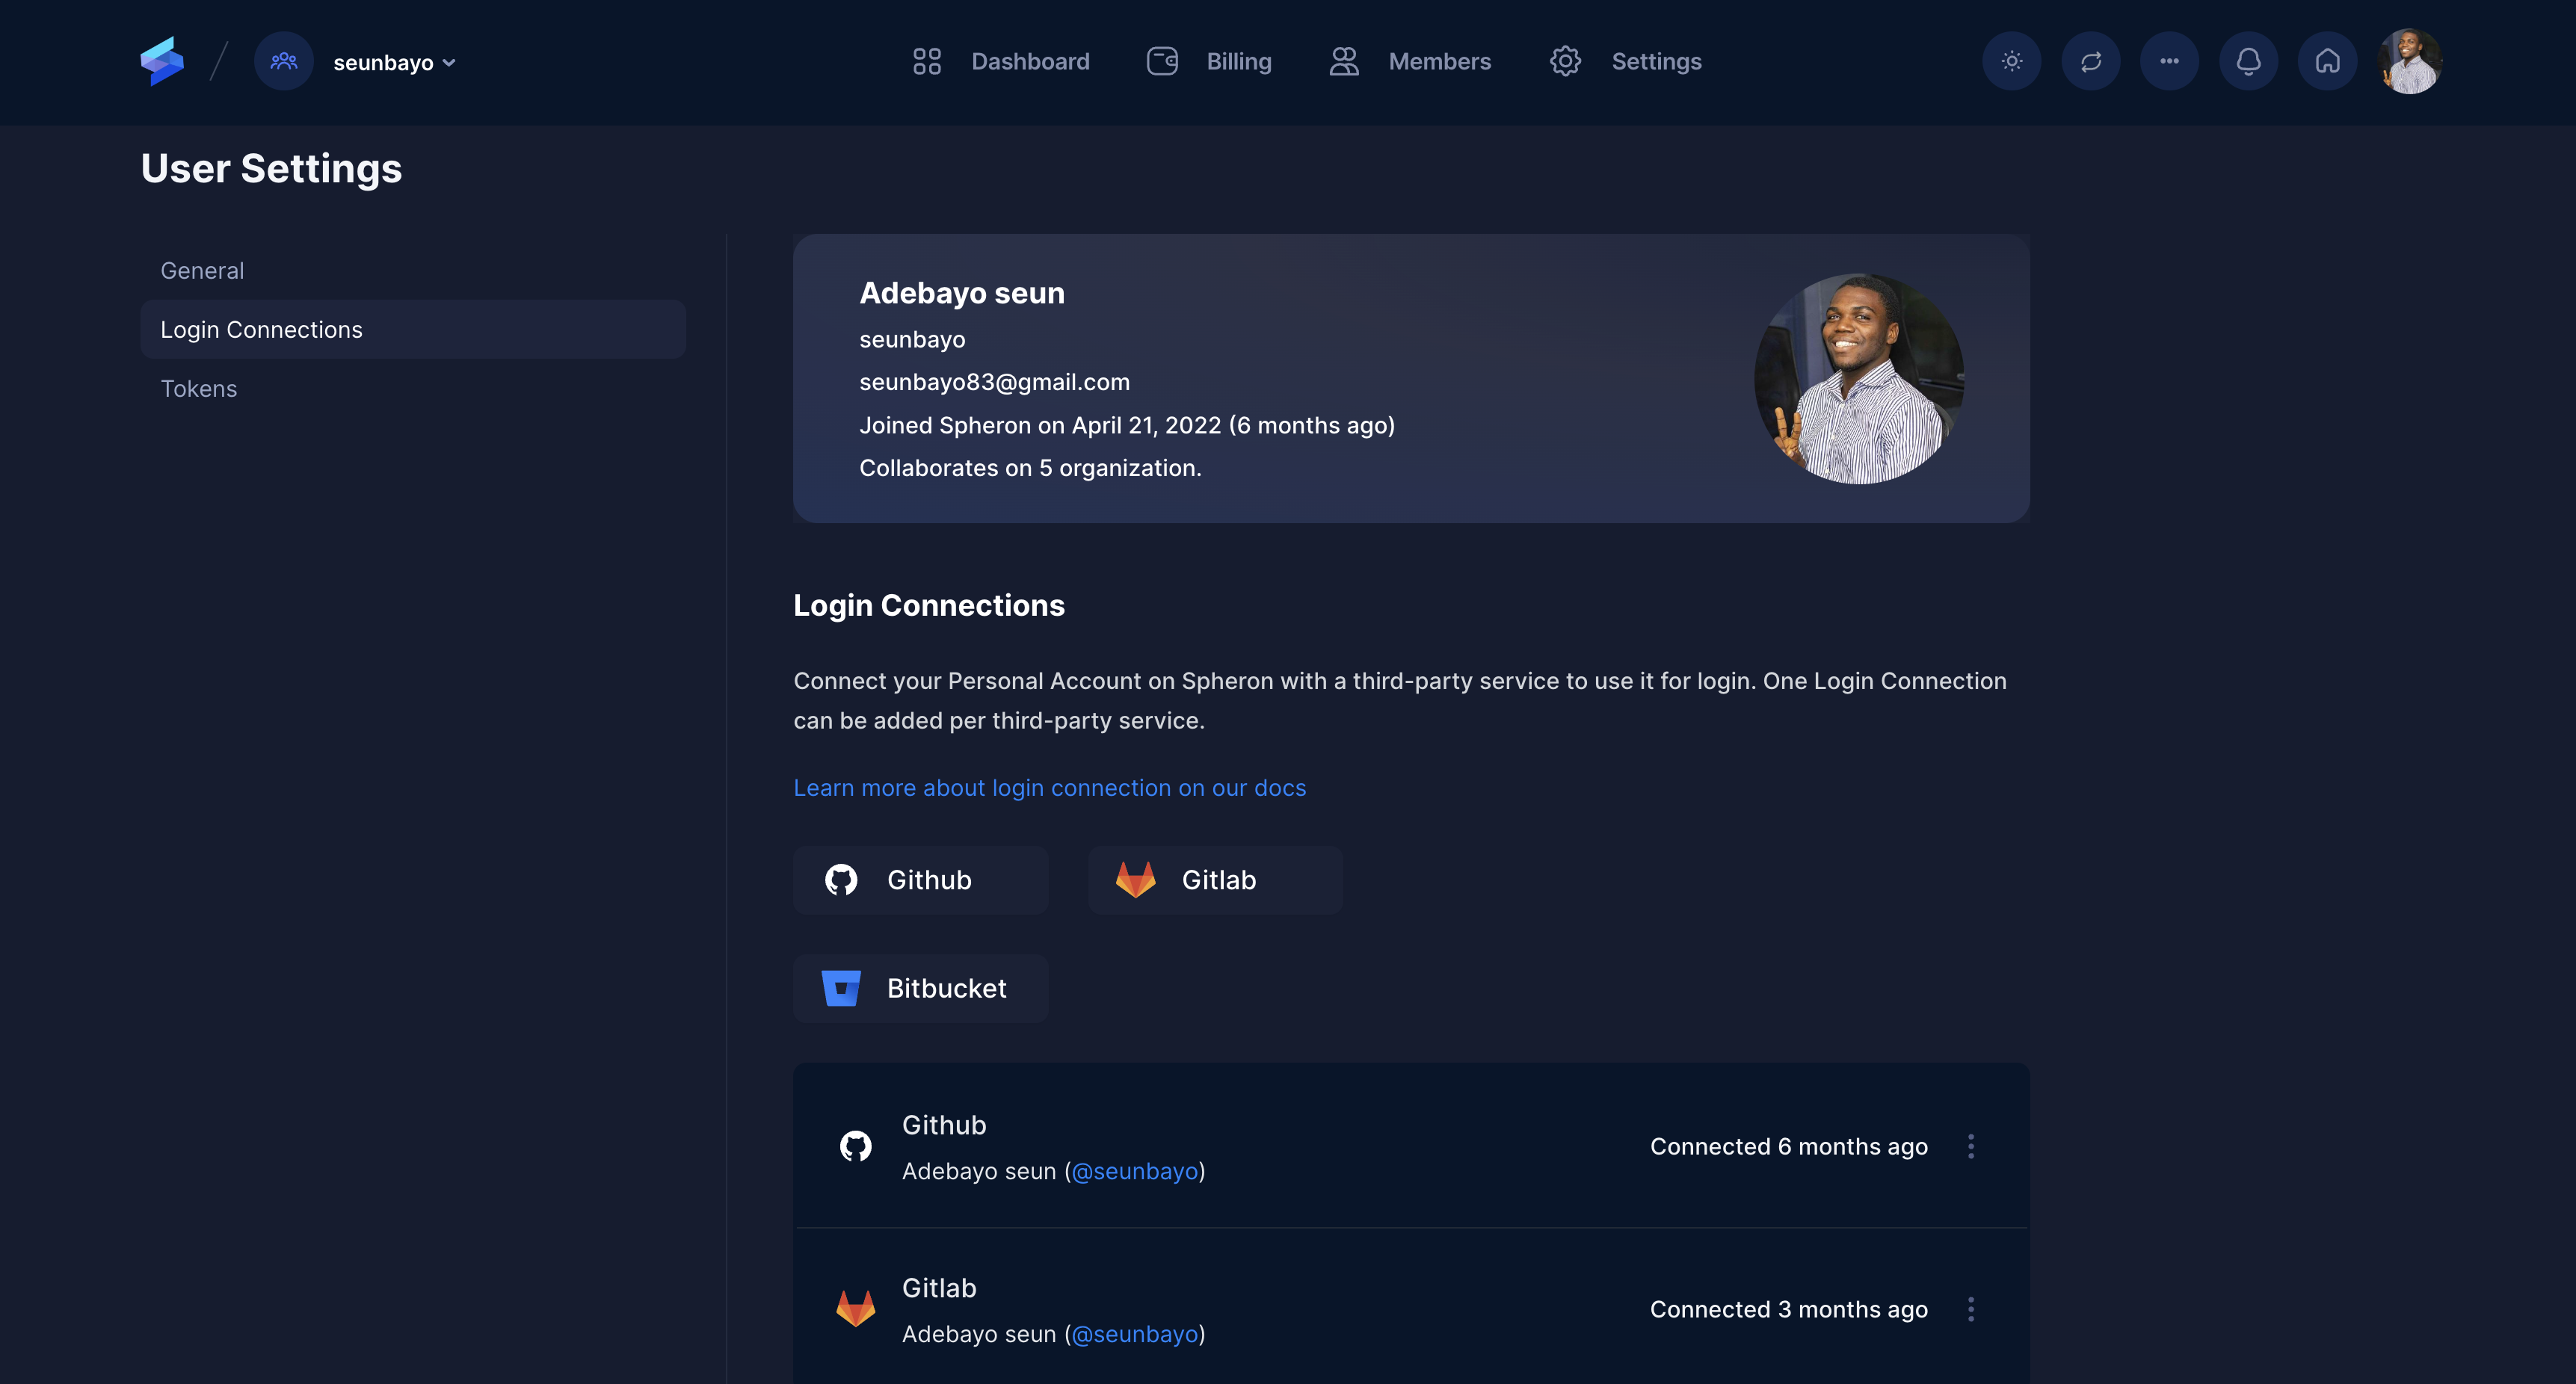 seunbayo
Dashboard
Billing
Members
Settings
User Settings
General
Login Connections
Tokens
Adebayo seun
seunbayo
seunbayo83@gmail.com
Joined Spheron on April 21, 2022 (6 months ago)
Collaborates on 5 organization.
Login Connections
Connect your Personal Account on Spheron with a third-party service to use it for login. One Login Connection
can be added per third-party service.
Learn more about login connection on our docs
Github
Gitlab
Bitbucket
Github
Adebayo seun (@seunbayo)
Connected 6 months ago
Gitlab
Adebayo seun (@seunbayo)
Connected 3 months ago